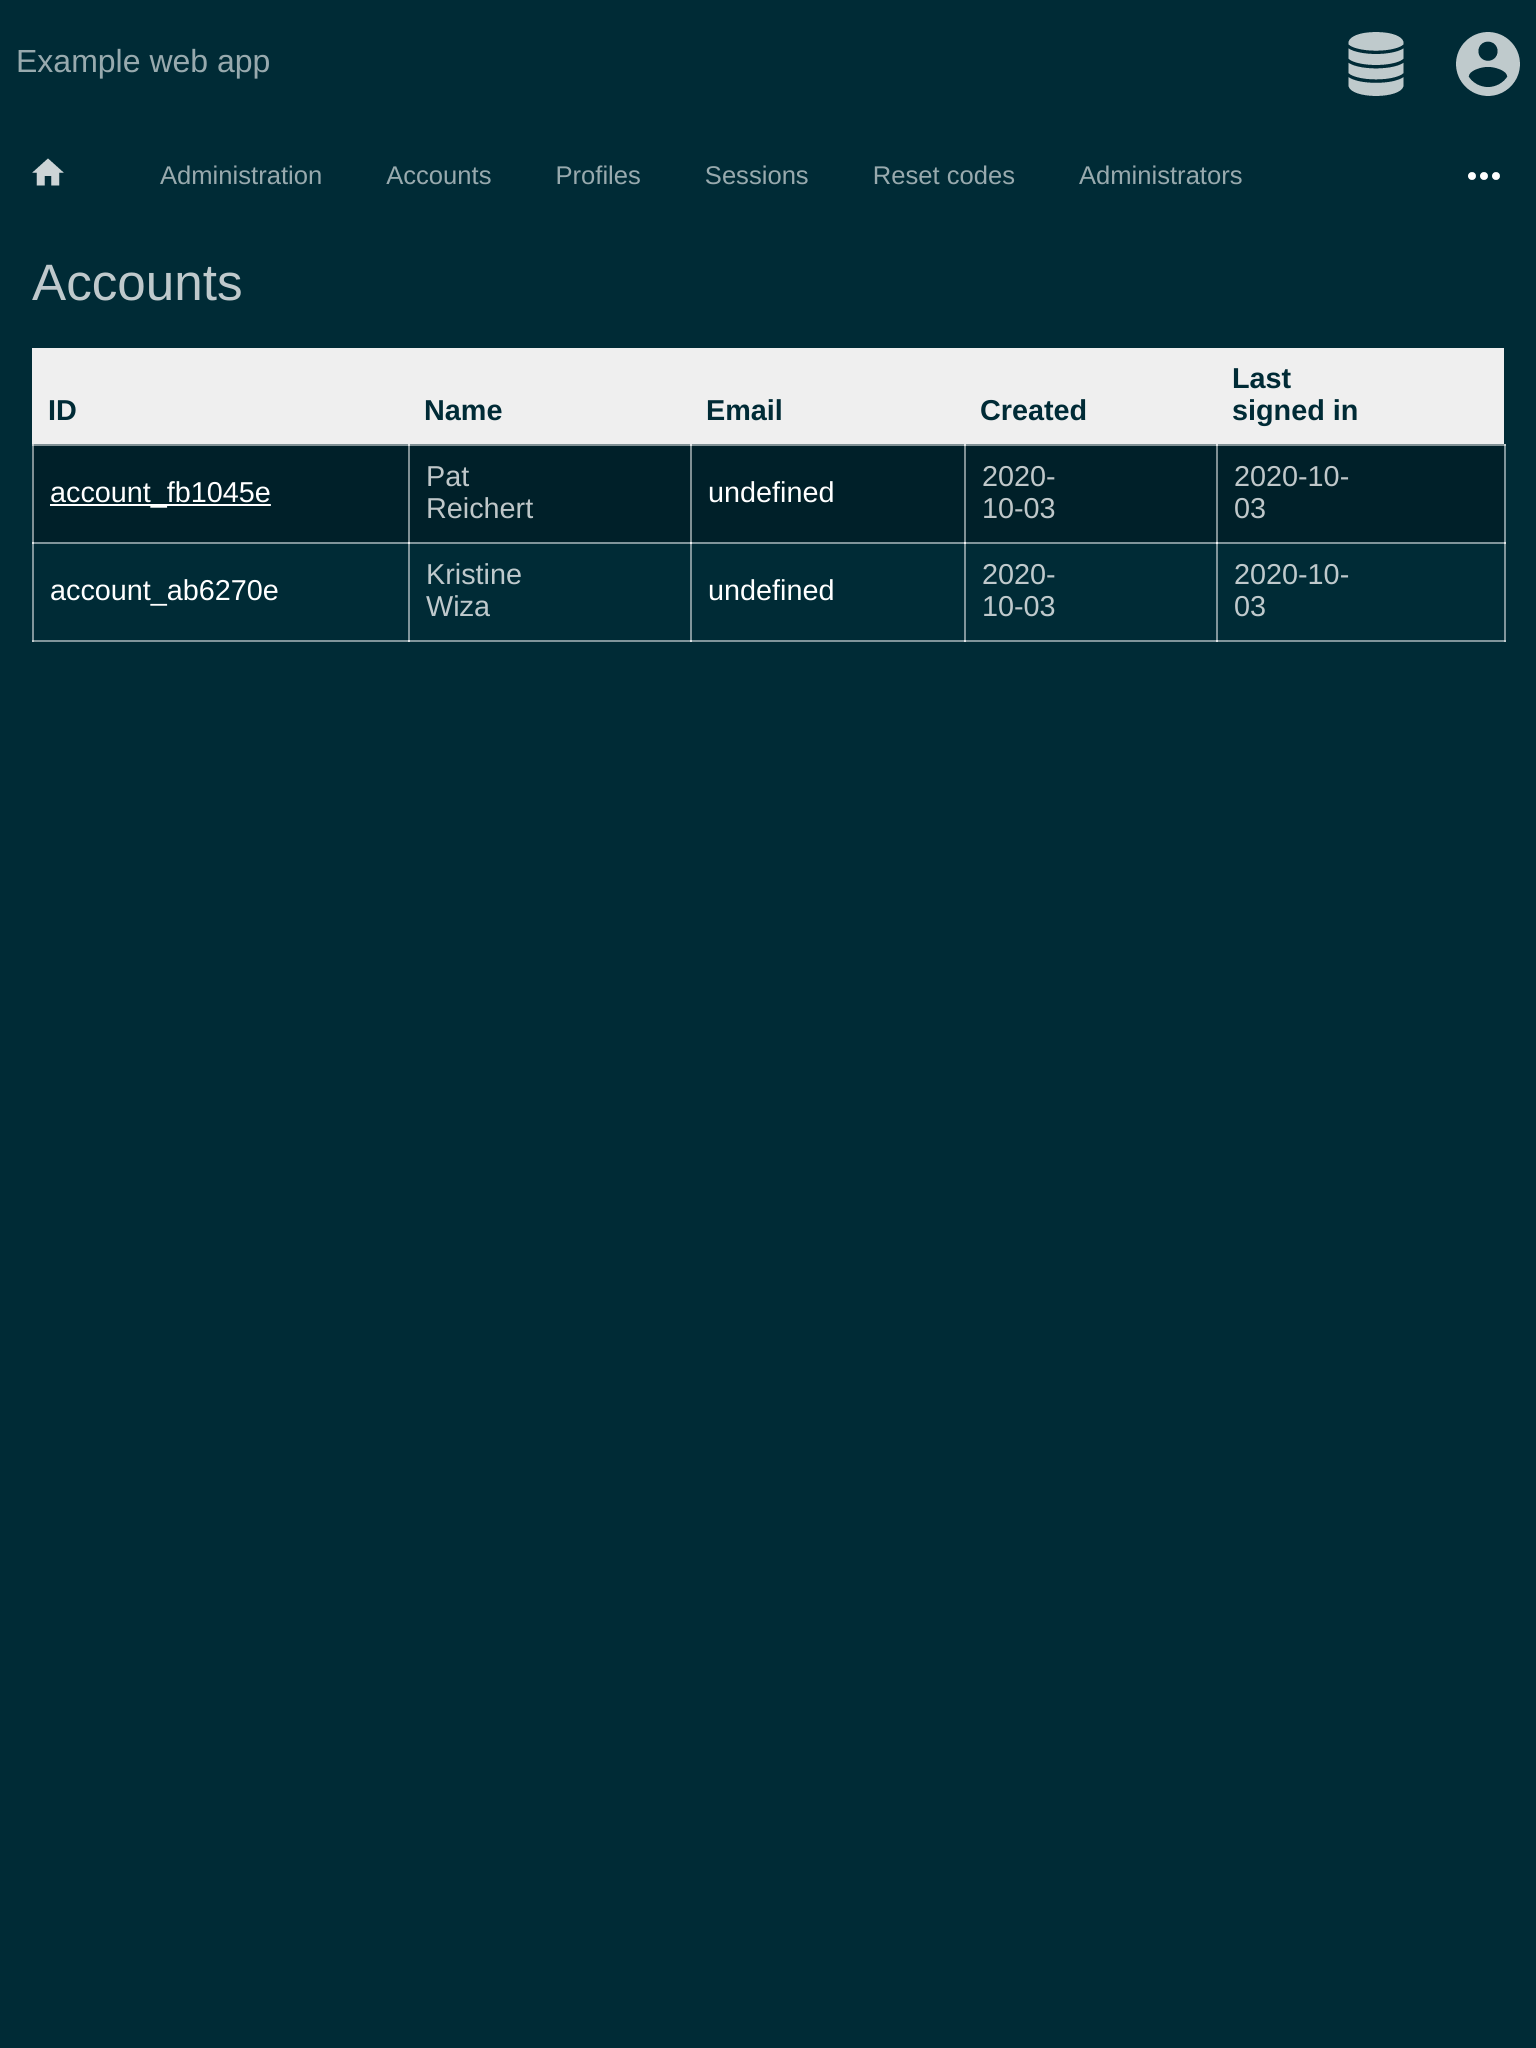 Example web app
Administration Accounts Profiles Sessions Reset codes Administrators
Accounts
ID Name Email Created Last signed in
account_fb1045e Pat Reichert undefined 2020-10-03 2020-10-03
account_ab6270e Kristine Wiza undefined 2020-10-03 2020-10-03